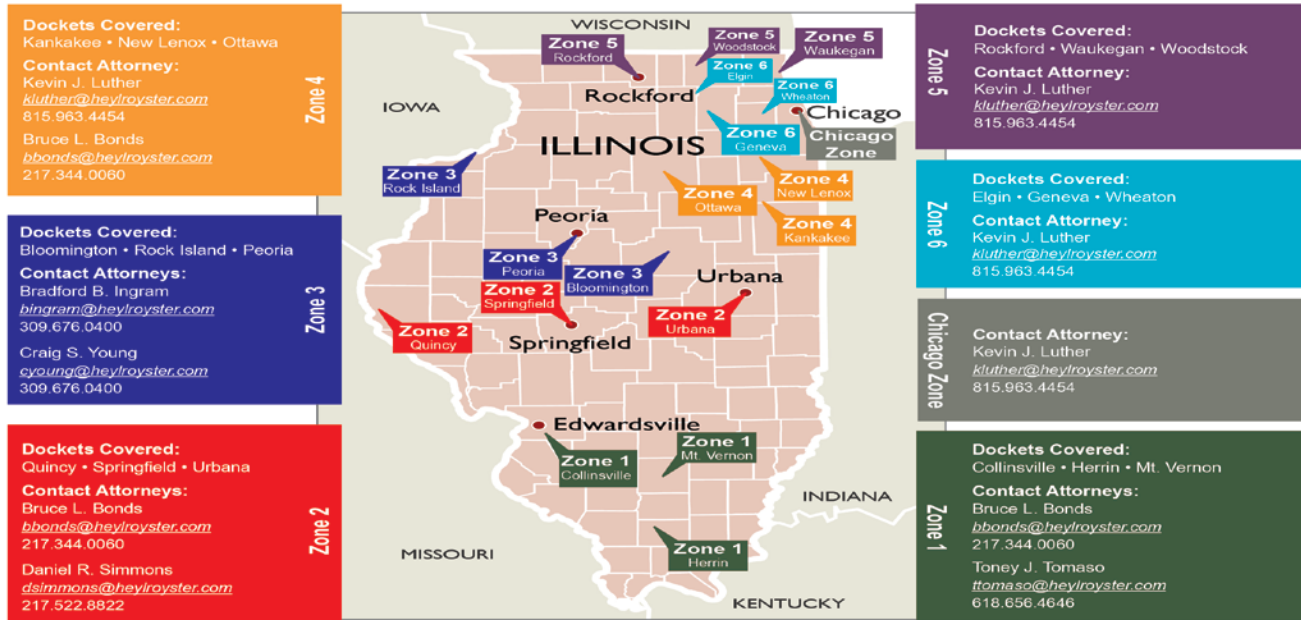 Dockets Covered:
Kankakee • New Lenox • Ottawa
Contact Attorney:
Kevin J. Luther
kluther@heylroyster.com
815.963.4454
Bruce L. Bonds
bbonds@heylroyster.com
217.344.0060
Zone 4
Dockets Covered:
Bloomington • Rock Island • Peoria
Contact Attorneys:
Bradford B. Ingram
bingram@heylroyster.com
309.676.0400
Craig S. Young
cyoung@heylroyster.com
309.676.0400
Zone 3
Dockets Covered:
Quincy • Springfield • Urbana
Contact Attorneys:
Bruce L. Bonds
bbonds@heylroyster.com
217.344.0060
Daniel R. Simmons
dsimmons@heylroyster.com
217.522.8822
Zone 2
WISCONSIN
Zone 5
Rockford
Zone 5
Woodstock
Zone 5
Waukegan
Zone 6
Elgin
Zone 6
Wheaton
Rockford
Chicago
IOWA
Chicago
Zone
ILLINOIS
Zone 6
Geneva
Zone 3
Rock Island
Zone 4
New Lenox
Zone 4
Ottawa
Zone 4
Kankakee
Peoria
Zone 3
Peoria
Zone 3
Bloomington
Urbana
Zone 2
Springfield
Zone 2
Urbana
Zone 2
Quincy
Springfield
Edwardsville
Zone 1
Collinsville
Zone 1
Mt. Vernon
INDIANA
MISSOURI
Zone 1
Herrin
KENTUCKY
Zone 5
Dockets Covered:
Rockford • Waukegan • Woodstock
Contact Attorney:
Kevin J. Luther
kluther@heylroyster.com
815.963.4454
Zone 6
Dockets Covered:
Elgin • Geneva • Wheaton
Contact Attorney:
Kevin J. Luther
kluther@heylroyster.com
815.963.4454
Chicago Zone
Contact Attorney:
Kevin J. Luther
kluther@heylroyster.com
815.963.4454
Zone 1
Dockets Covered:
Collinsville • Herrin • Mt. Vernon
Contact Attorneys:
Bruce L. Bonds
bbonds@heylroyster.com
217.344.0060
Toney J. Tomaso
ttomaso@heylroyster.com
618.656.4646